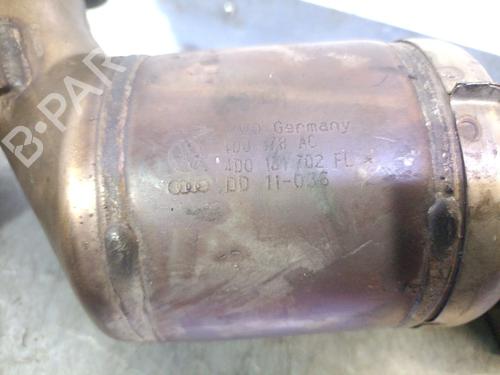 Germany
4D0 178 AC
4D0 131 702 FL
DD 11-036
B-PARTS